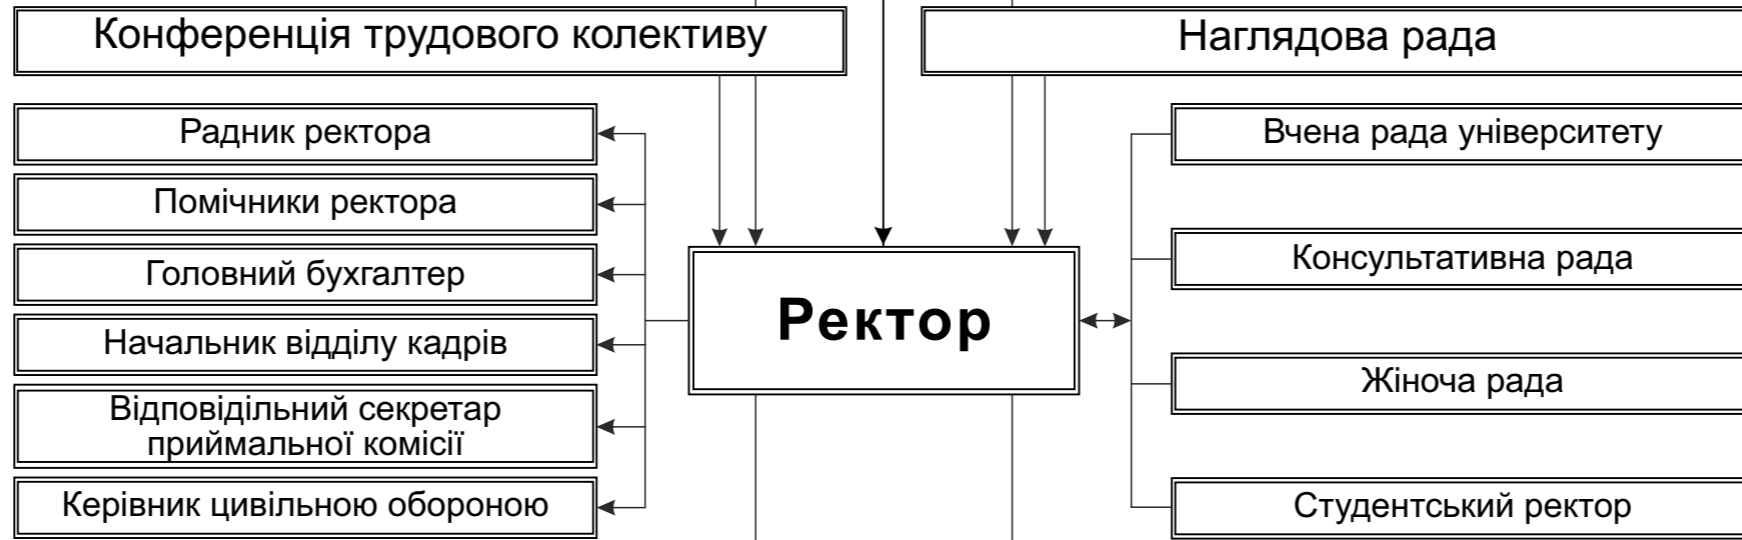 Конференція трудового колективу
Наглядова рада
Радник ректора
Помічники ректора
Головний бухгалтер
Начальник відділу кадрів
Відповідільний секретар
приймальної комісії
Керівник цивільною обороною
Ректор
Вчена рада університету
Консультативна рада
Жіноча рада
Студентський ректор